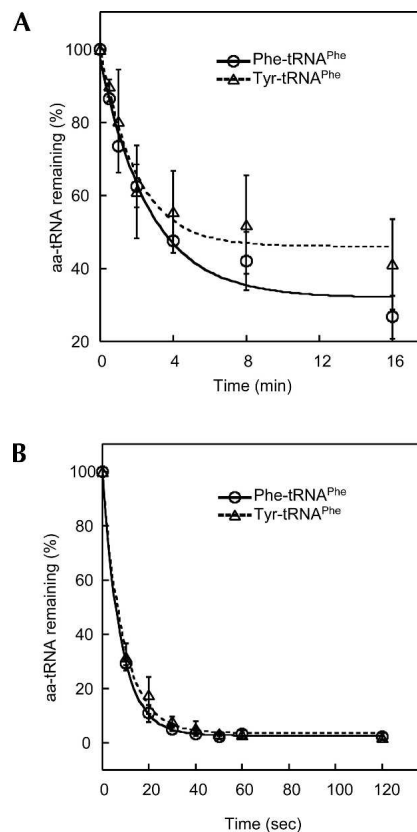 A
100
80
60
40
20
0
4
8
12
16
aa-tRNA remaining (%)
Time (min)
Phe-tRNAPhe
Tyr-tRNAPhe
B
100
80
60
40
20
0
0
20
40
60
80
100
120
aa-tRNA remaining (%)
Time (sec)
Phe-tRNAPhe
Tyr-tRNAPhe